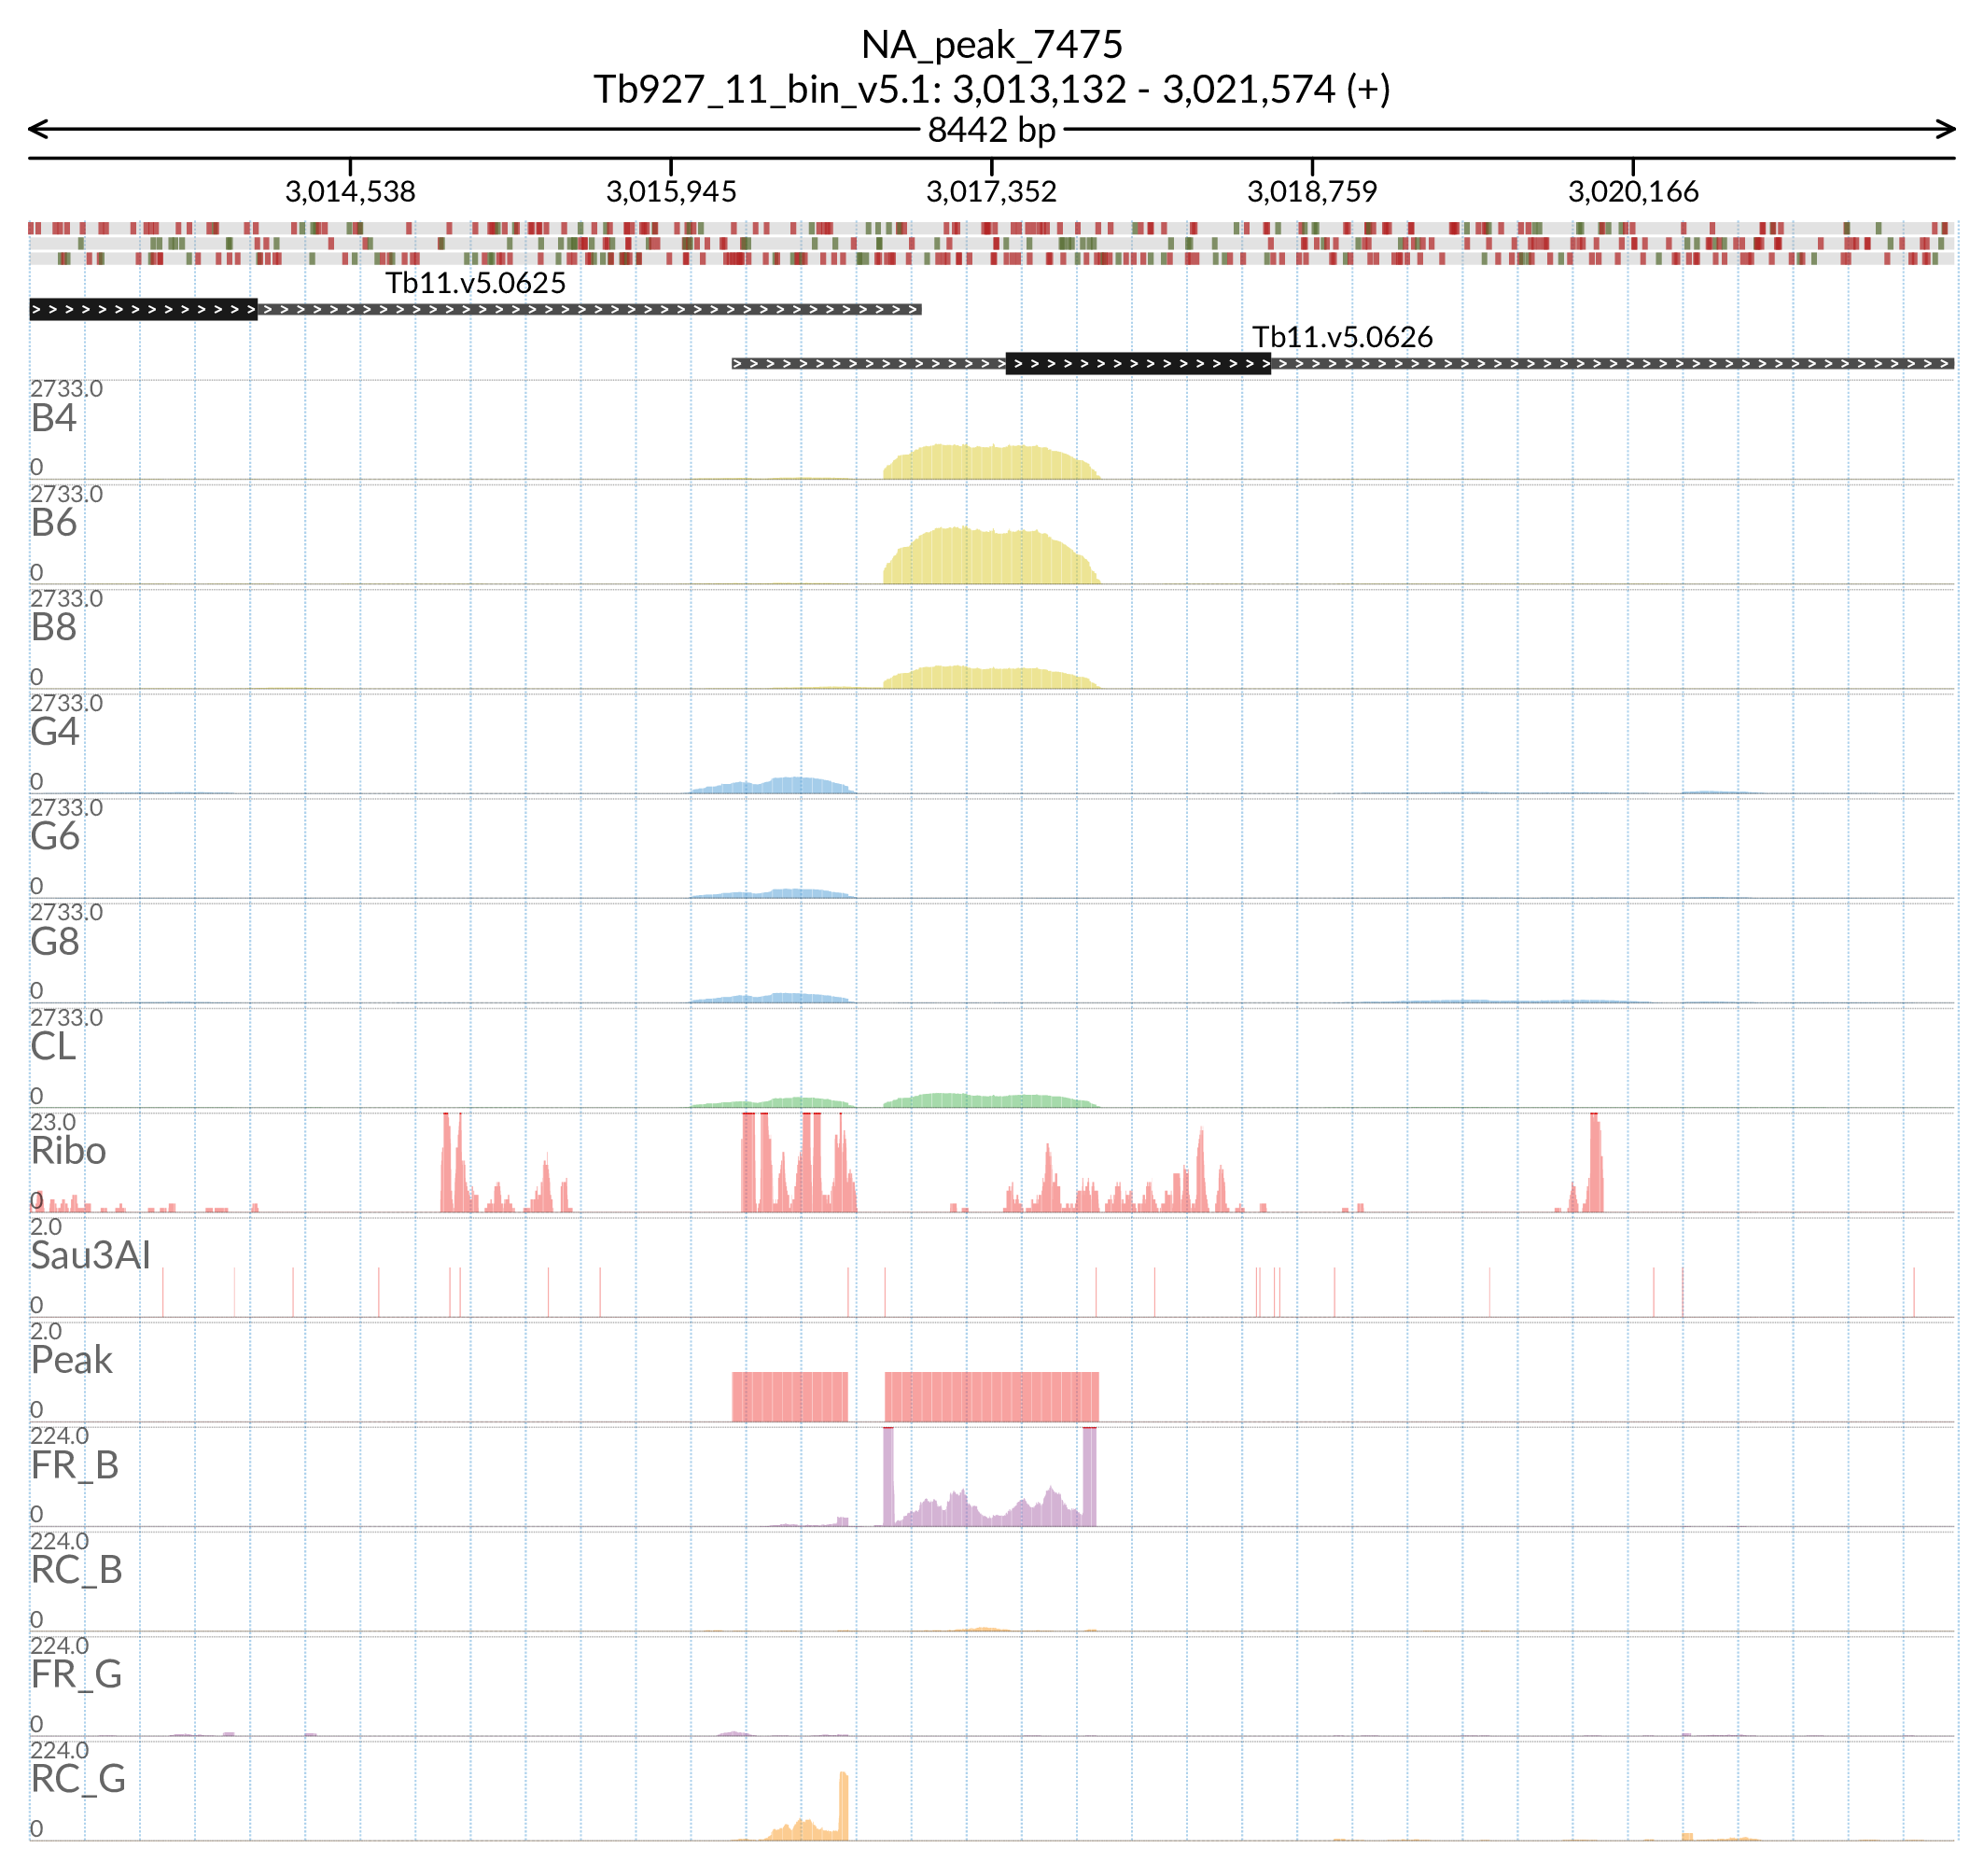 NA_peak_7475
Tb927_11_bin_v5.1: 3,013,132 - 3,021,574 (+)
8442 bp
3,014,538 3,015,945 3,017,352 3,018,759 3,020,166
Tb11.v5.0625
Tb11.v5.0626
2733.0
B4
0
2733.0
B6
0
2733.0
B8
0
2733.0
G4
0
2733.0
G6
0
2733.0
G8
0
2733.0
CL
0
23.0
Ribo
0
2.0
Sau3AI
0
2.0
Peak
0
224.0
FR_B
0
224.0
RC_B
0
224.0
FR_G
0
224.0
RC_G
0